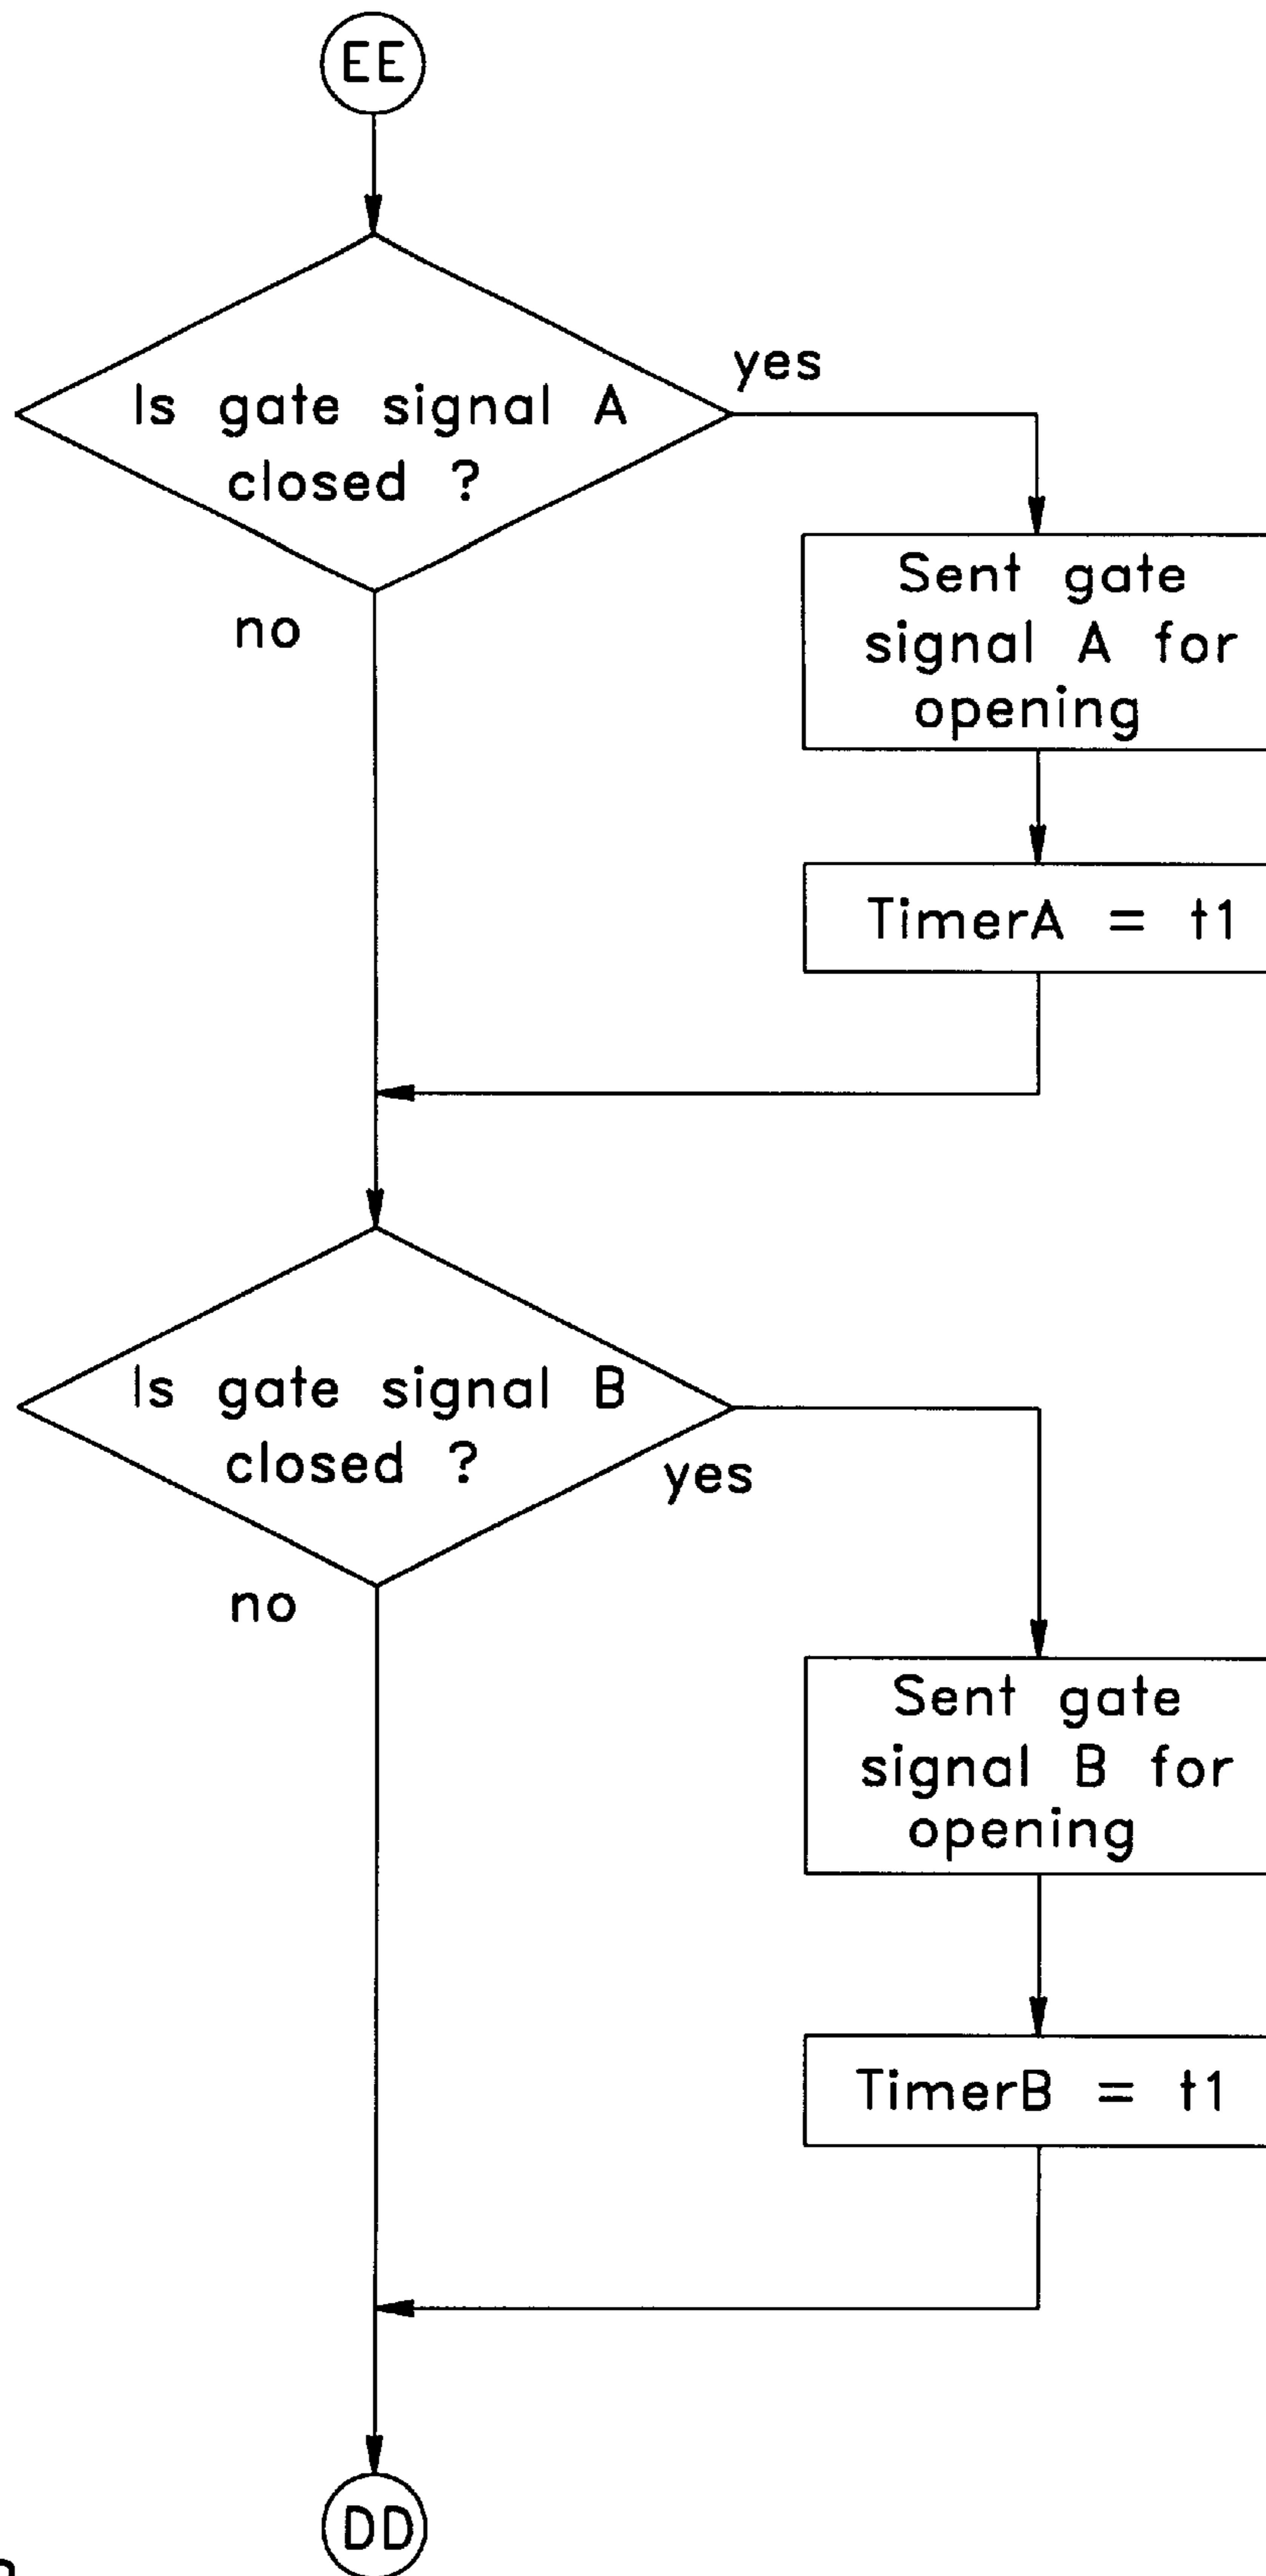 EE
Is gate signal A
closed ?
yes
no
Sent gate
signal A for
opening
TimerA = t1
Is gate signal B
closed ?
yes
no
Sent gate
signal B for
opening
TimerB = t1
DD